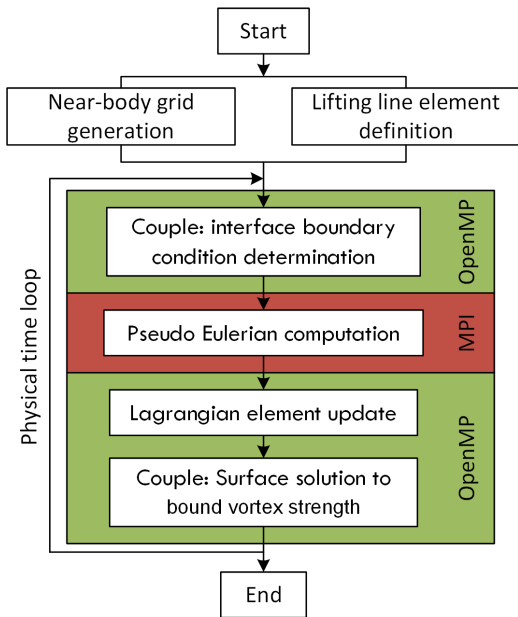 Start
Near-body grid
generation
Lifting line element
definition
Couple: interface boundary
condition determination
OpenMP
Pseudo Eulerian computation
MPI
Physical time loop
Lagrangian element update
OpenMP
Couple: Surface solution to
bound vortex strength
End